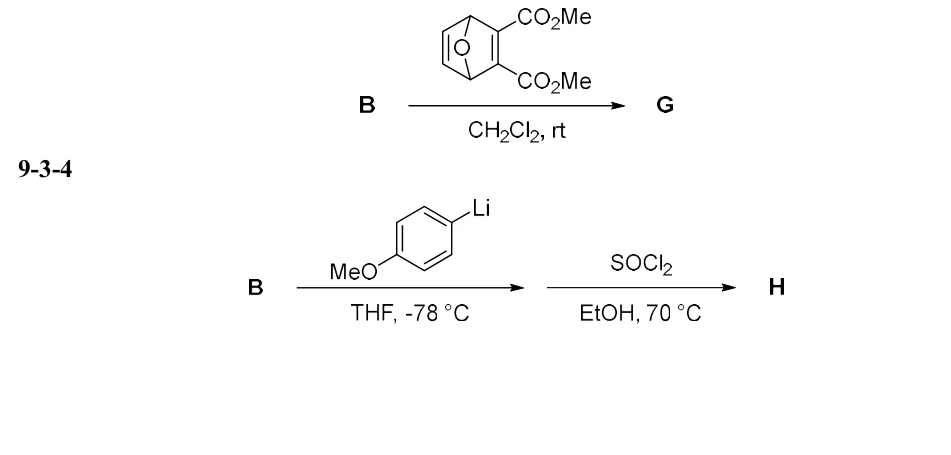 CO₂Me
O
CO₂Me
B G
CH₂Cl₂, rt
9-3-4
Li
MeO
SOCl₂
B H
THF, -78 °C EtOH, 70 °C